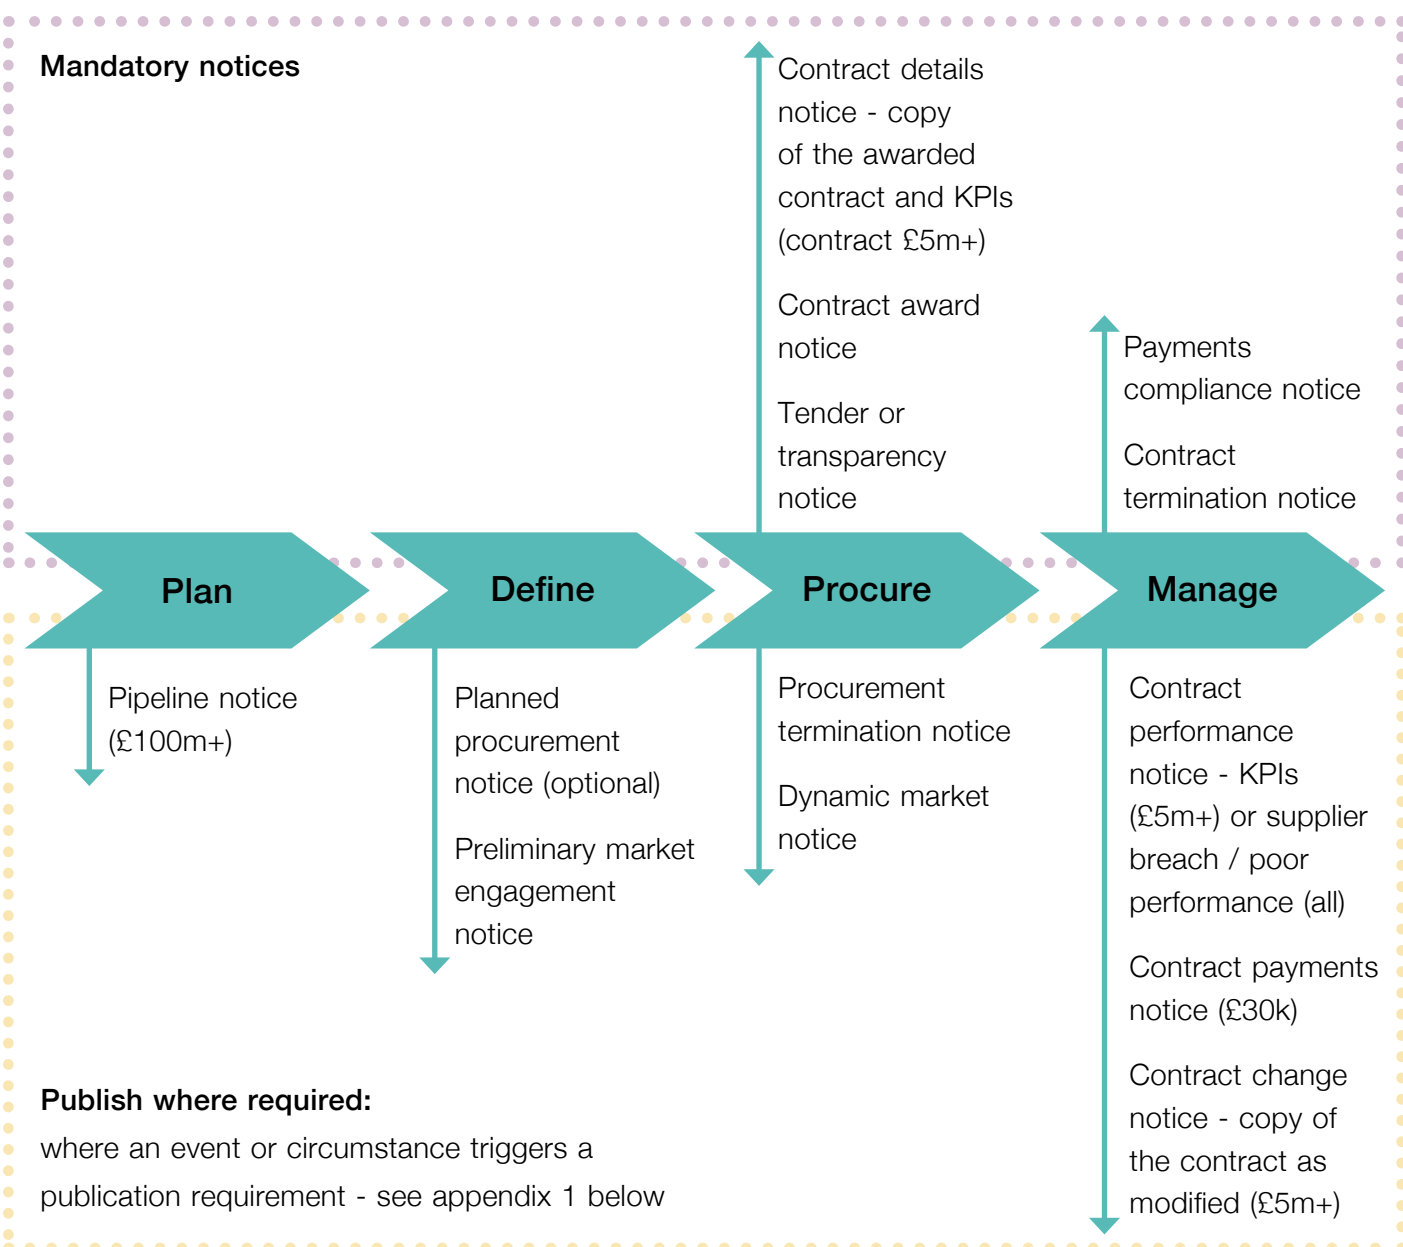 Mandatory notices
Contract details
notice - copy
of the awarded
contract and KPIs
(contract £5m+)
Contract award
notice
Tender or
transparency
notice
Payments
compliance notice
Contract
termination notice
Plan
Define
Procure
Manage
Pipeline notice
(£100m+)
Planned
procurement
notice (optional)
Preliminary market
engagement
notice
Procurement
termination notice
Dynamic market
notice
Contract
performance
notice - KPIs
(£5m+) or supplier
breach / poor
performance (all)
Contract payments
notice (£30k)
Contract change
notice - copy of
the contract as
modified (£5m+)
Publish where required:
where an event or circumstance triggers a
publication requirement - see appendix 1 below